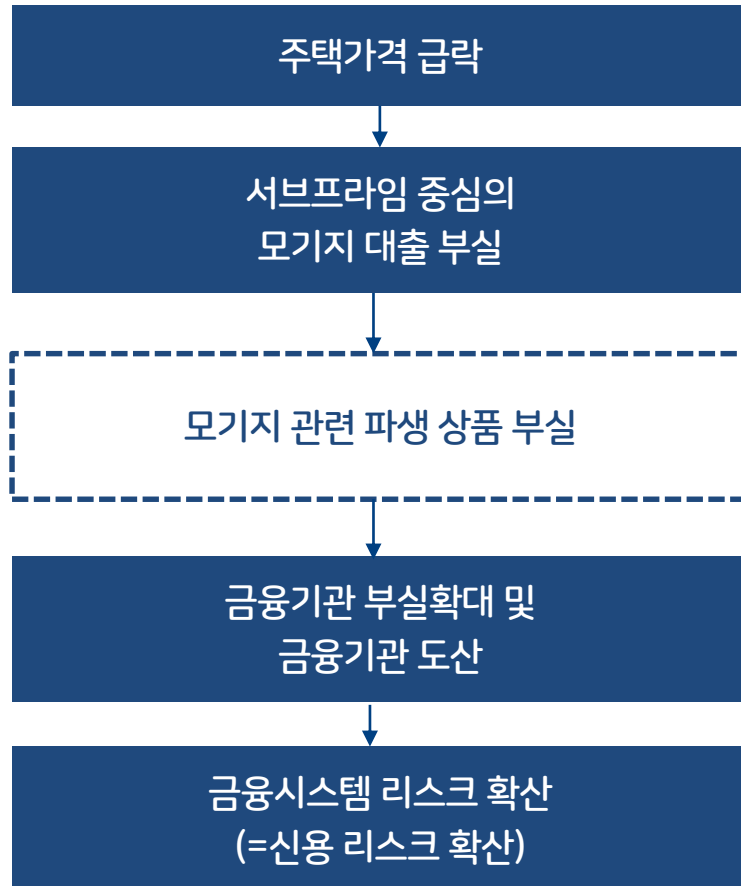 주택가격 급락
서브프라임 중심의
모기지 대출 부실
모기지 관련 파생 상품 부실
금융기관 부실확대 및
금융기관 도산
금융시스템 리스크 확산
(=신용 리스크 확산)